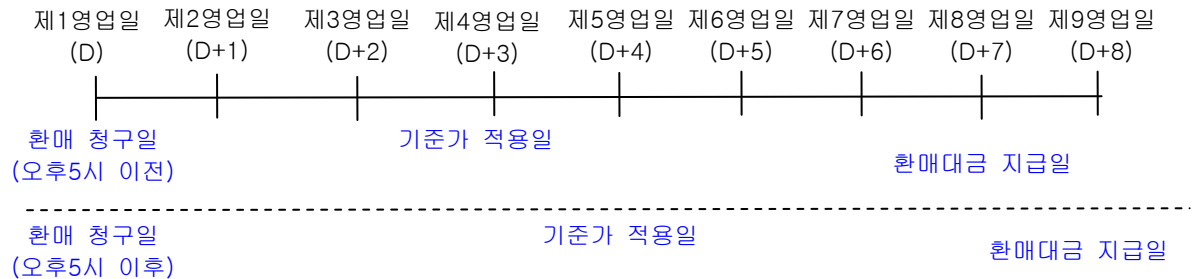 제1영업일 제2영업일 제3영업일 제4영업일 제5영업일 제6영업일 제7영업일 제8영업일 제9영업일
(D) (D+1) (D+2) (D+3) (D+4) (D+5) (D+6) (D+7) (D+8)
환매 청구일 기준가 적용일
(오후5시 이전) 환매대금 지급일
환매 청구일 기준가 적용일
(오후5시 이후) 환매대금 지급일